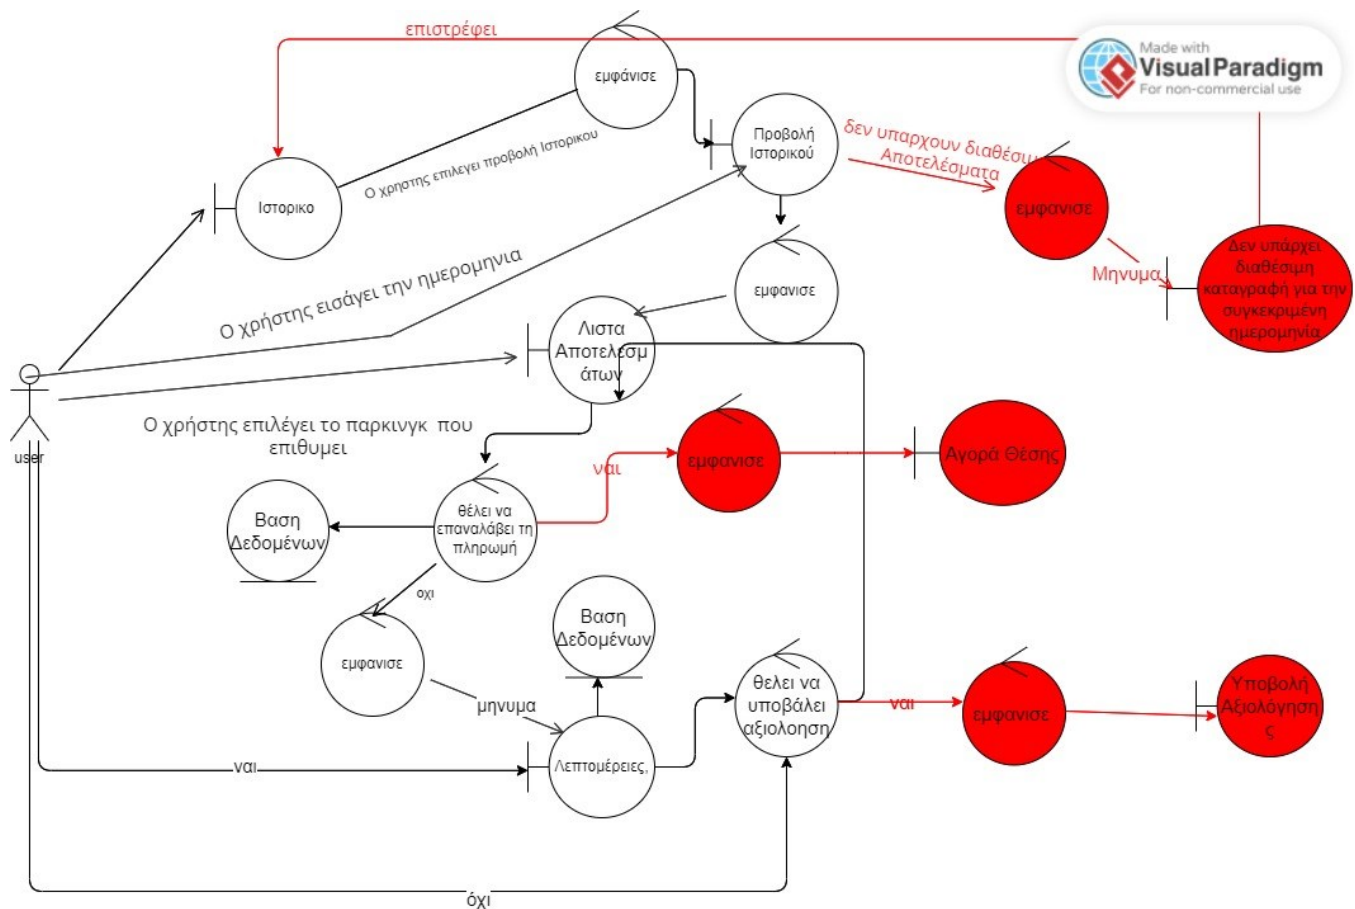 επιστρέφει
Made with
Visual Paradigm
For non-commercial use
εμφάνισε
Προβολή
Ιστορικού
δεν υπαρχουν διαθέσιμ
Αποτελέσματα
Ο χρήστης επιλεγει προβολή Ιστορικου
Ιστορικο
εμφανισε
Δεν υπάρχει
διαθέσιμη
καταγραφή για την
συγκεκριμένη
ημερομηνία
Μηνυμα
Ο χρήστης εισάγει την ημερομηνια
εμφανισε
Λιστα
Αποτελεσμ
άτων
user
Ο χρήστης επιλέγει το παρκινγκ που
επιθυμει
ναι
εμφανισε
Αγορά Θέσης
Βαση
Δεδομένων
θέλει να
επαναλάβει τη
πληρωμή
οχι
εμφανισε
Βαση
Δεδομένων
μηνυμα
θελει να
υποβάλει
αξιολοηση
ναι
εμφανισε
Υποβολή
Αξιολόγηση
ς
ναι
Λεπτομέρειες,
όχι